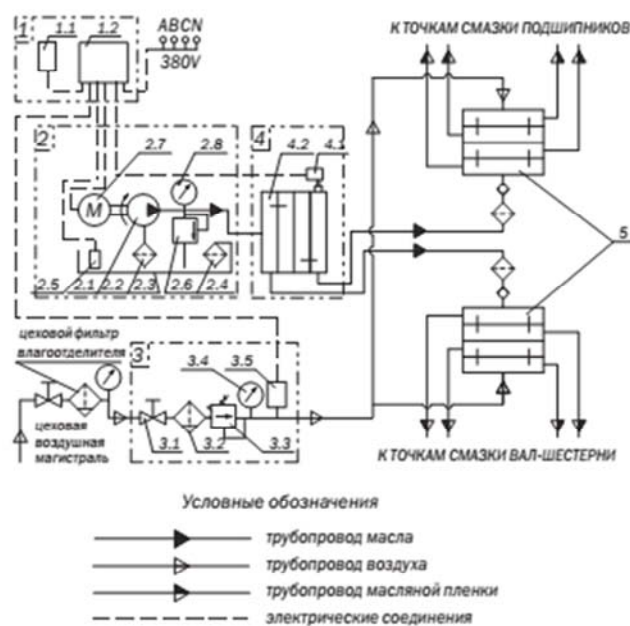 1
1.1
1.2
ABCN
380V
К ТОЧКАМ СМАЗКИ ПОДШИПНИКОВ
2
2.7
2.8
4
4.2
4.1
M
5
2.5
2.1
2.2
2.3
2.6
2.4
цеховой фильтр
влагоотделителя
3
3.4
3.5
цеховая
воздушная
магистраль
3.1
3.2
3.3
К ТОЧКАМ СМАЗКИ ВАЛ-ШЕСТЕРНИ
Условные обозначения
трубопровод масла
трубопровод воздуха
трубопровод масляной пленки
электрические соединения